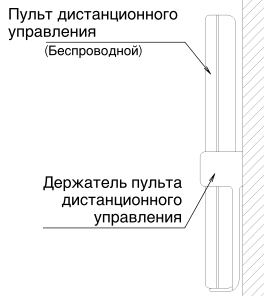 Пульт дистанционного
управления
(Беспроводной)
Держатель пульта
дистанционного
управления